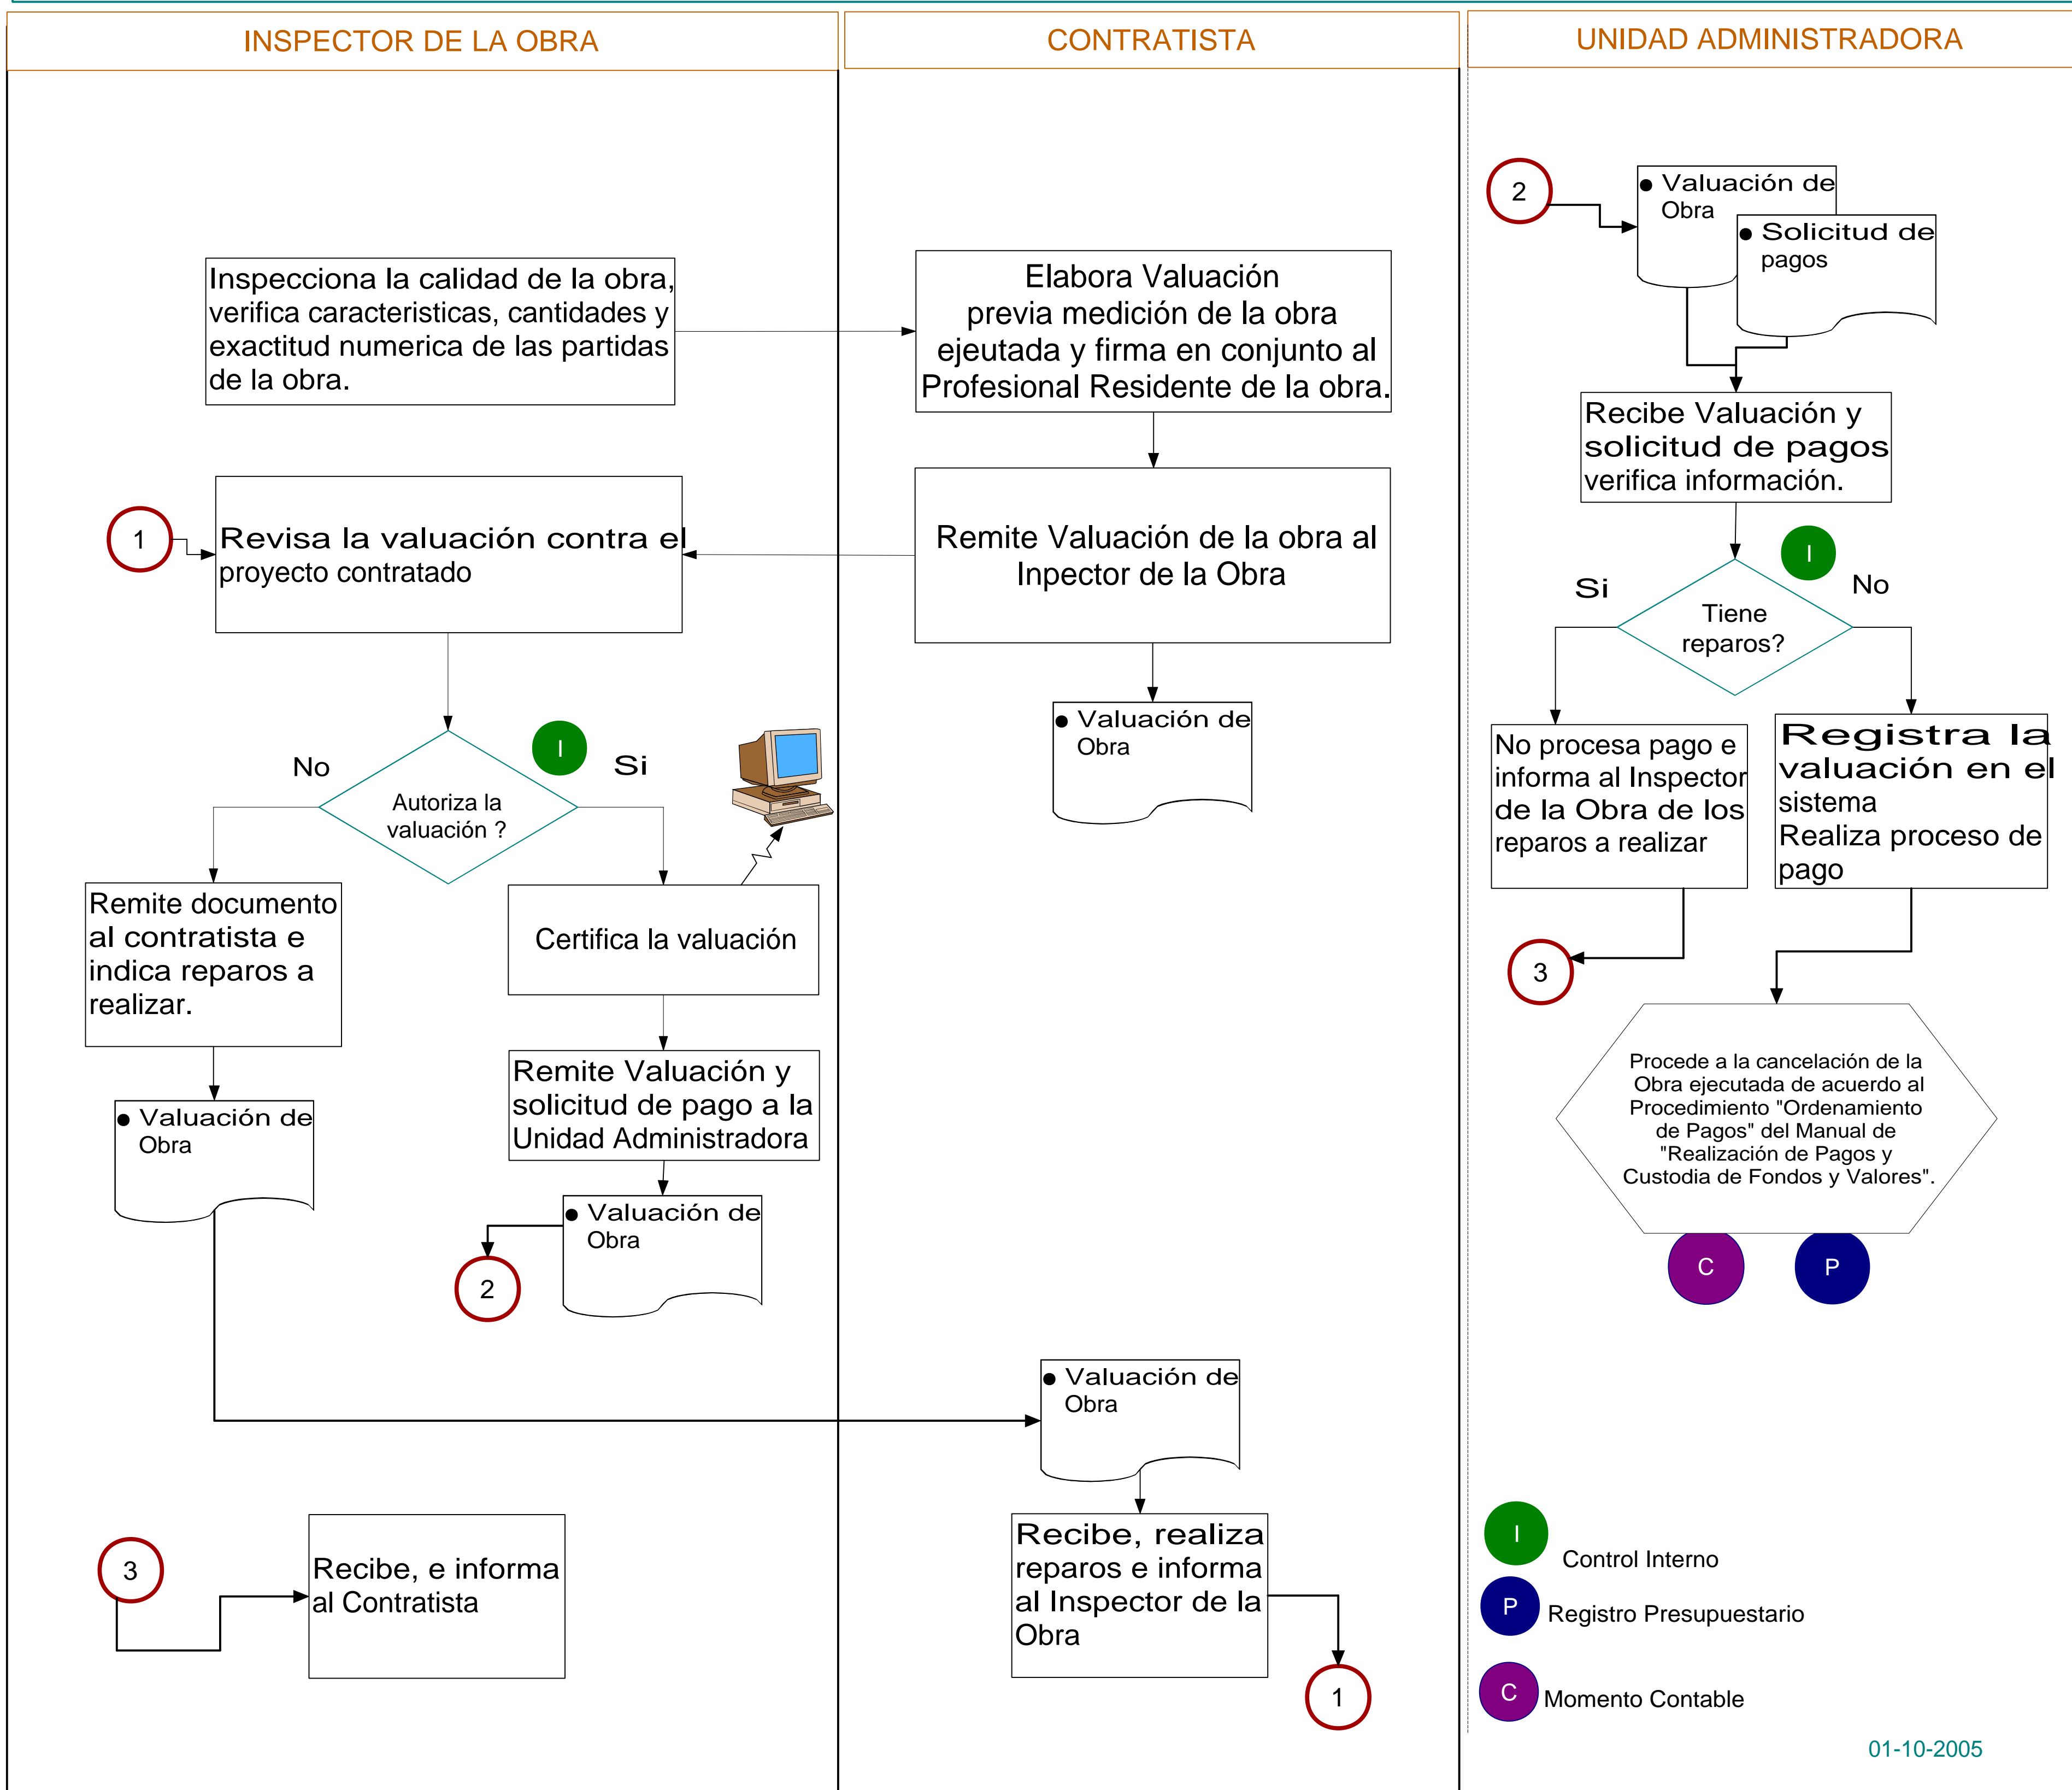 INSPECTOR DE LA OBRA
CONTRATISTA
UNIDAD ADMINISTRADORA
Inspecciona la calidad de la obra,
verifica caracteristicas, cantidades y
exactitud numerica de las partidas
de la obra.
1
Revisa la valuación contra el
proyecto contratado
No
I
Si
Autoriza la
valuación ?
Remite documento
al contratista e
indica reparos a
realizar.
Certifica la valuación
Remite Valuación y
solicitud de pago a la
Unidad Administradora
● Valuación de
Obra
● Valuación de
Obra
2
3
Recibe, e informa
al Contratista
Elabora Valuación
previa medición de la obra
ejeutada y firma en conjunto al
Profesional Residente de la obra.
Remite Valuación de la obra al
Inpector de la Obra
● Valuación de
Obra
● Valuación de
Obra
Recibe, realiza
reparos e informa
al Inspector de la
Obra
1
2
● Valuación de
Obra
● Solicitud de
pagos
Recibe Valuación y
solicitud de pagos
verifica información.
I
Si
No
Tiene
reparos?
No procesa pago e
informa al Inspector
de la Obra de los
reparos a realizar
Registra la
valuación en el
sistema
Realiza proceso de
pago
3
Procede a la cancelación de la
Obra ejecutada de acuerdo al
Procedimiento "Ordenamiento
de Pagos" del Manual de
"Realización de Pagos y
Custodia de Fondos y Valores".
C
P
I
Control Interno
P
Registro Presupuestario
C
Momento Contable
01-10-2005